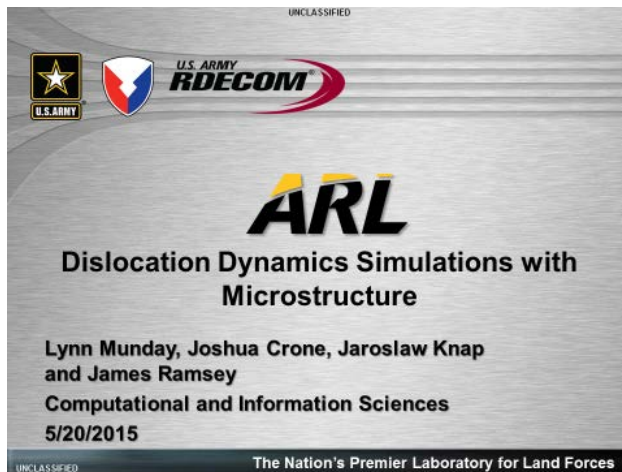 UNCLASSIFIED
U.S. ARMY
RDECOM®
U.S.ARMY
ARL
Dislocation Dynamics Simulations with
Microstructure
Lynn Munday, Joshua Crone, Jaroslaw Knap
and James Ramsey
Computational and Information Sciences
5/20/2015
UNCLASSIFIED
The Nation's Premier Laboratory for Land Forces